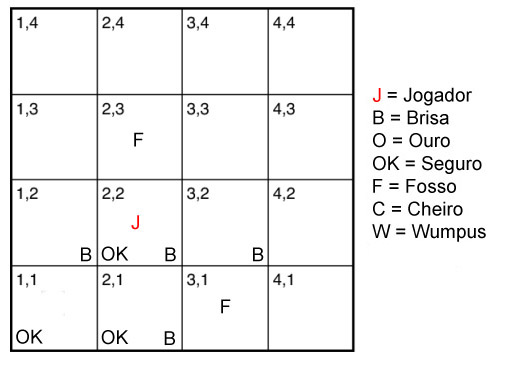 1,4 2,4 3,4 4,4
1,3 2,3 3,3 4,3
F
1,2 2,2 3,2 4,2
J
B OK B B
1,1 2,1 3,1 4,1
F
OK OK B
J = Jogador
B = Brisa
O = Ouro
OK = Seguro
F = Fosso
C = Cheiro
W = Wumpus